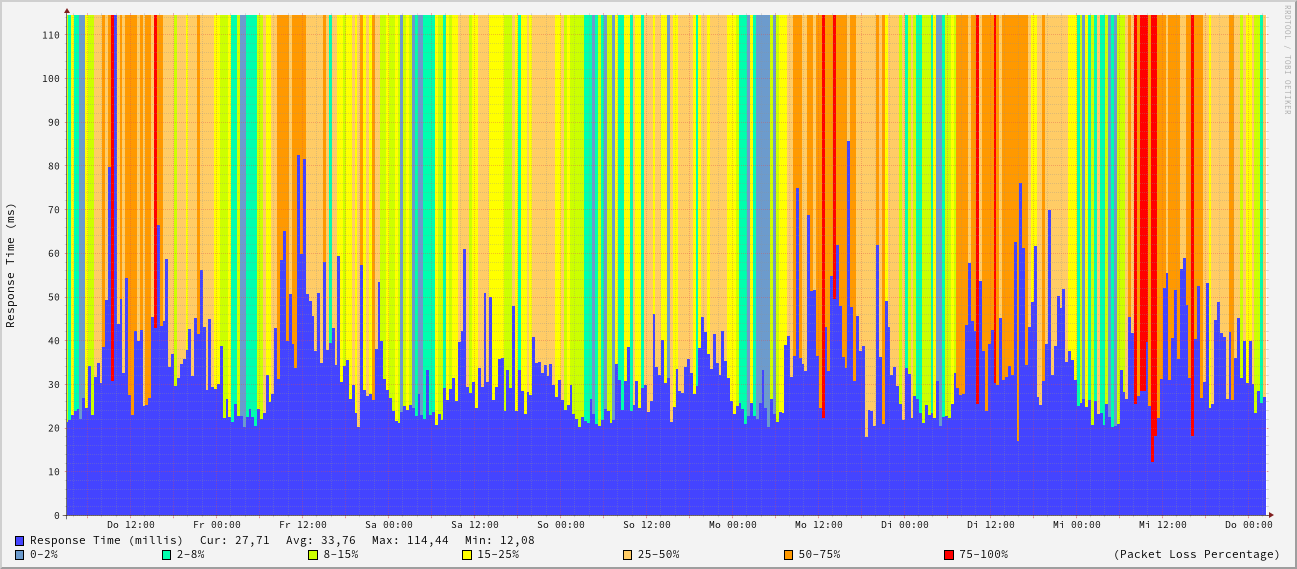 RRDTOOL / TOBI OETIKER
Response Time (ms)
110
100
90
80
70
60
50
40
30
20
10
0
Do 12:00 Fr 00:00 Fr 12:00 Sa 00:00 Sa 12:00 So 00:00 So 12:00 Mo 00:00 Mo 12:00 Di 00:00 Di 12:00 Mi 00:00 Mi 12:00 Do 00:00
Response Time (millis) Cur: 27,71 Avg: 33,76 Max: 114,44 Min: 12,08
0-2% 2-8% 8-15% 15-25% 25-50% 50-75% 75-100% (Packet Loss Percentage)